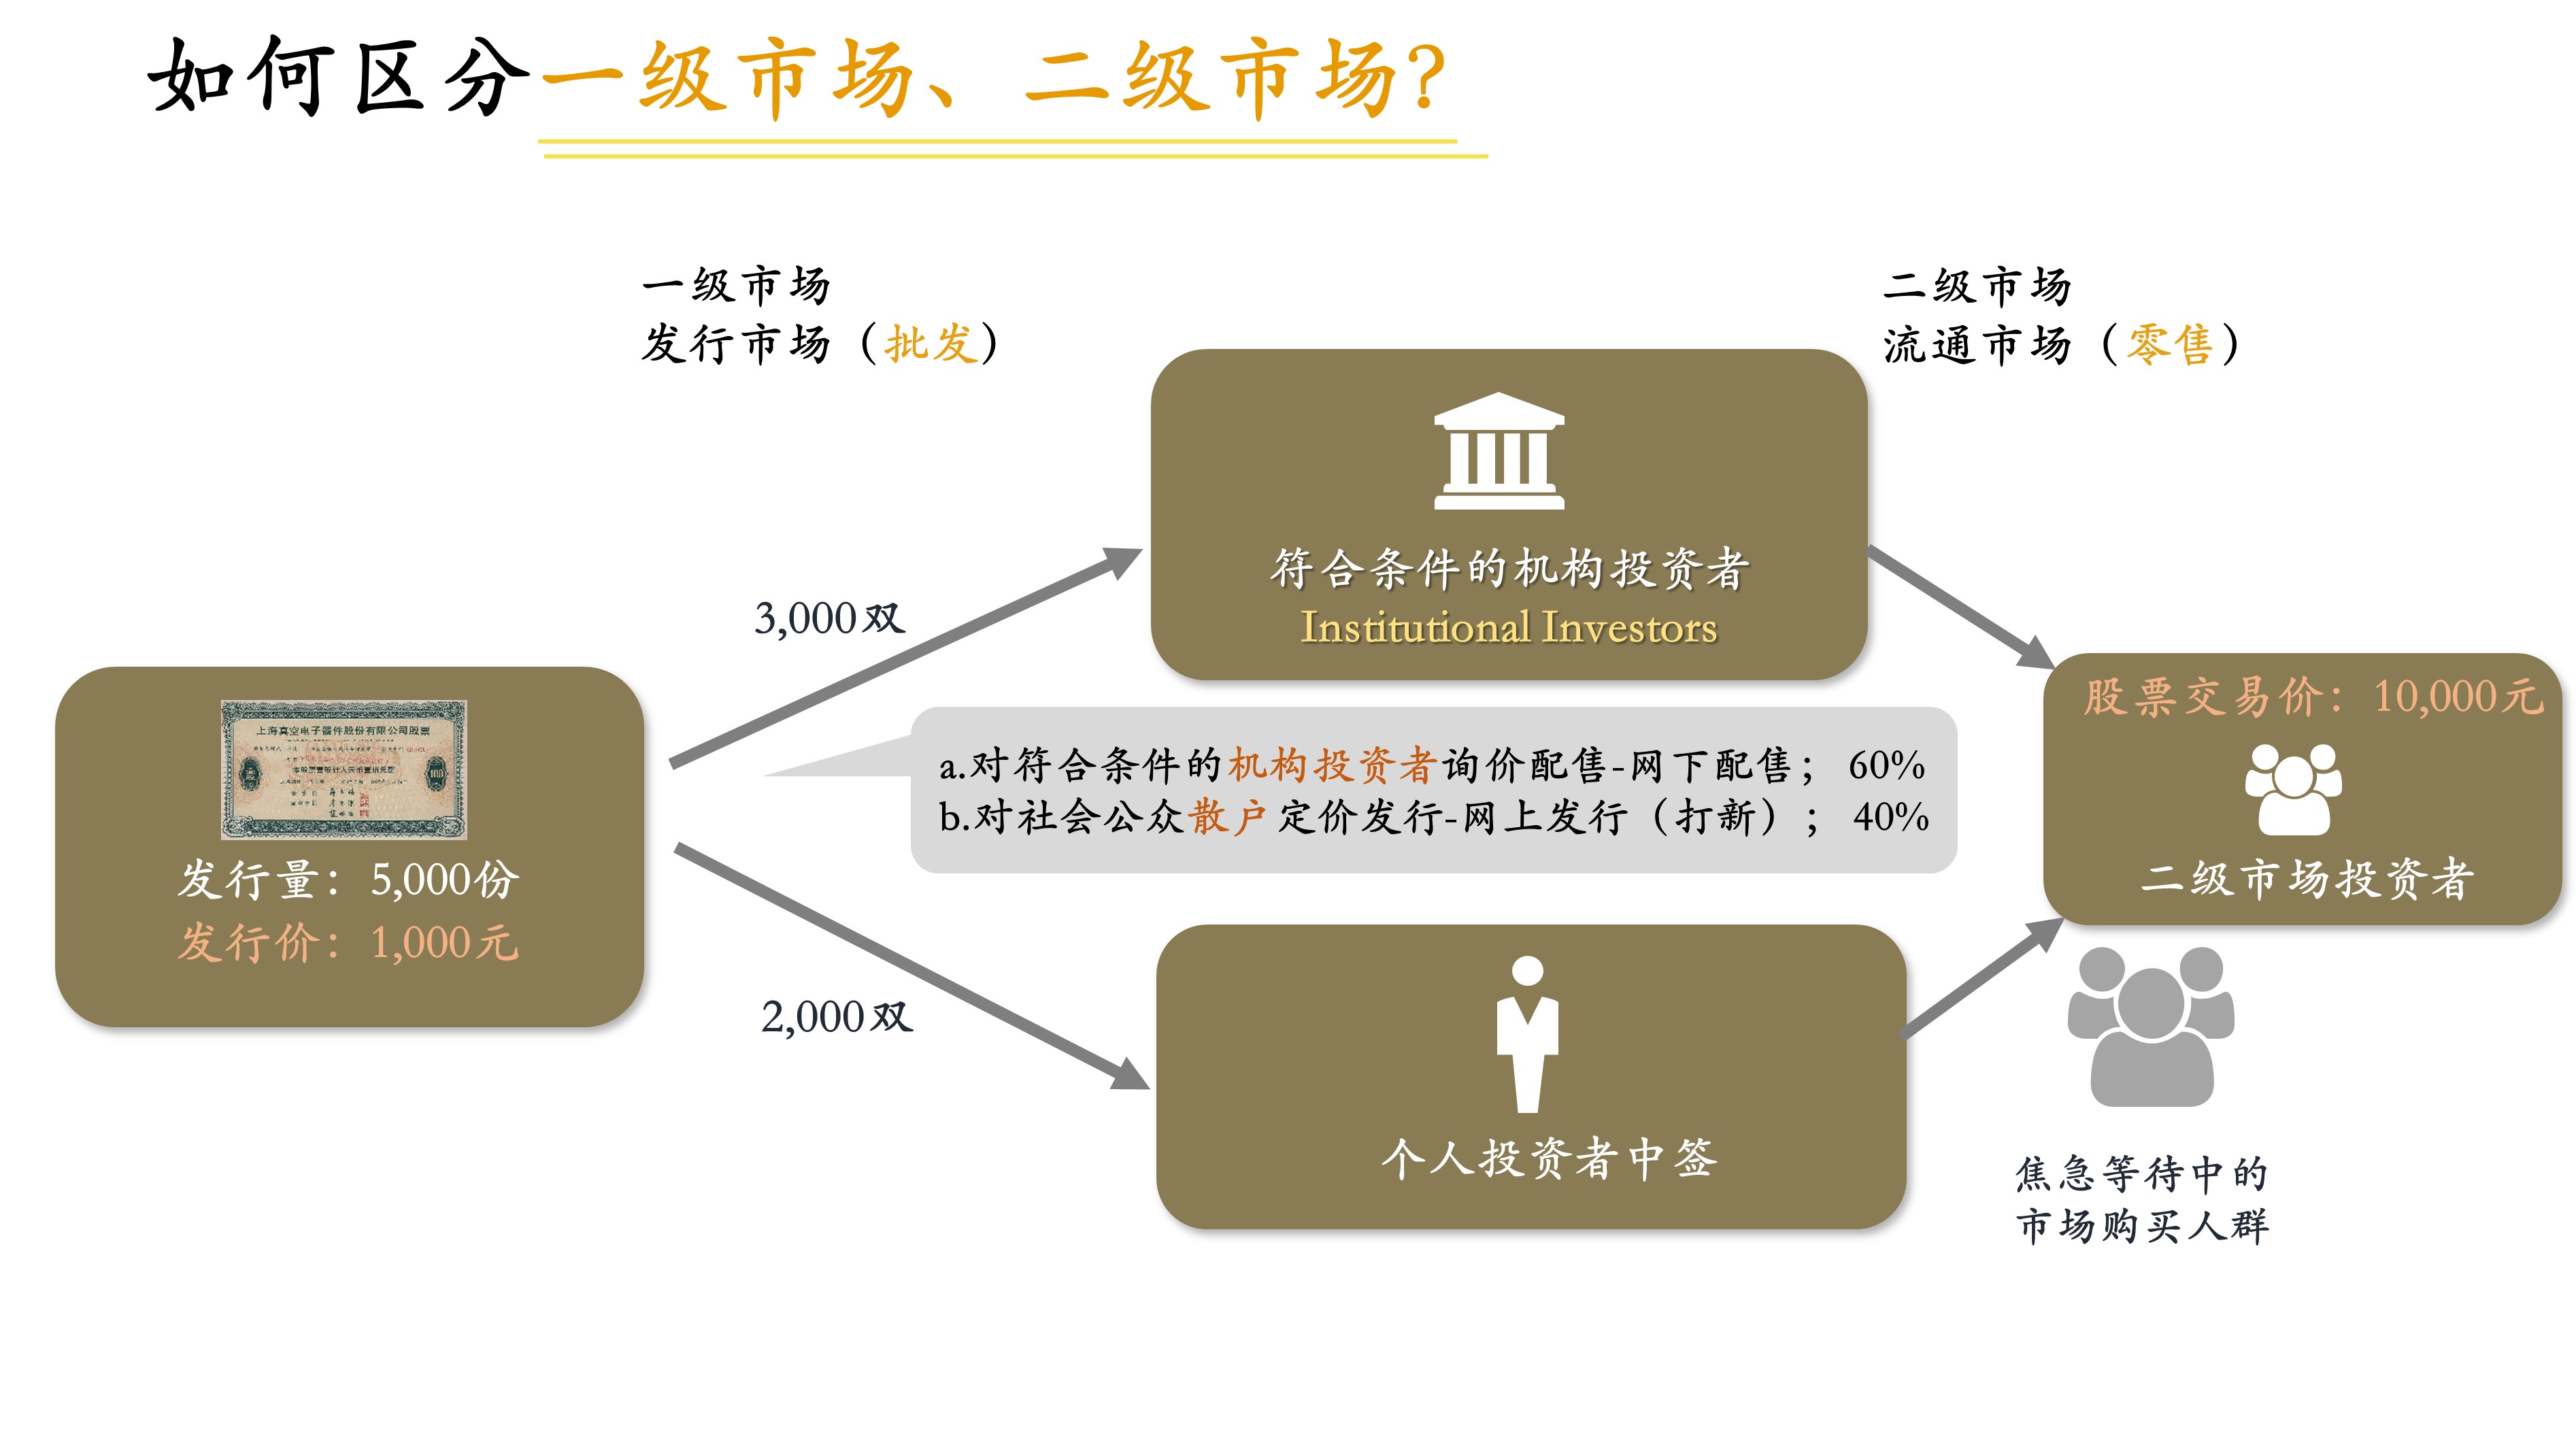 如何区分一级市场、二级市场?
一级市场
发行市场（批发）
二级市场
流通市场（零售）
符合条件的机构投资者
Institutional Investors
3,000双
上海真空电子器件股份有限公司股票
100
发行量：5,000份
发行价：1,000元
a.对符合条件的机构投资者询价配售-网下配售； 60%
b.对社会公众散户 定价发行-网上发行（打新）； 40%
股票交易价：10,000元
二级市场投资者
2,000双
个人投资者中签
焦急等待中的
市场购买人群